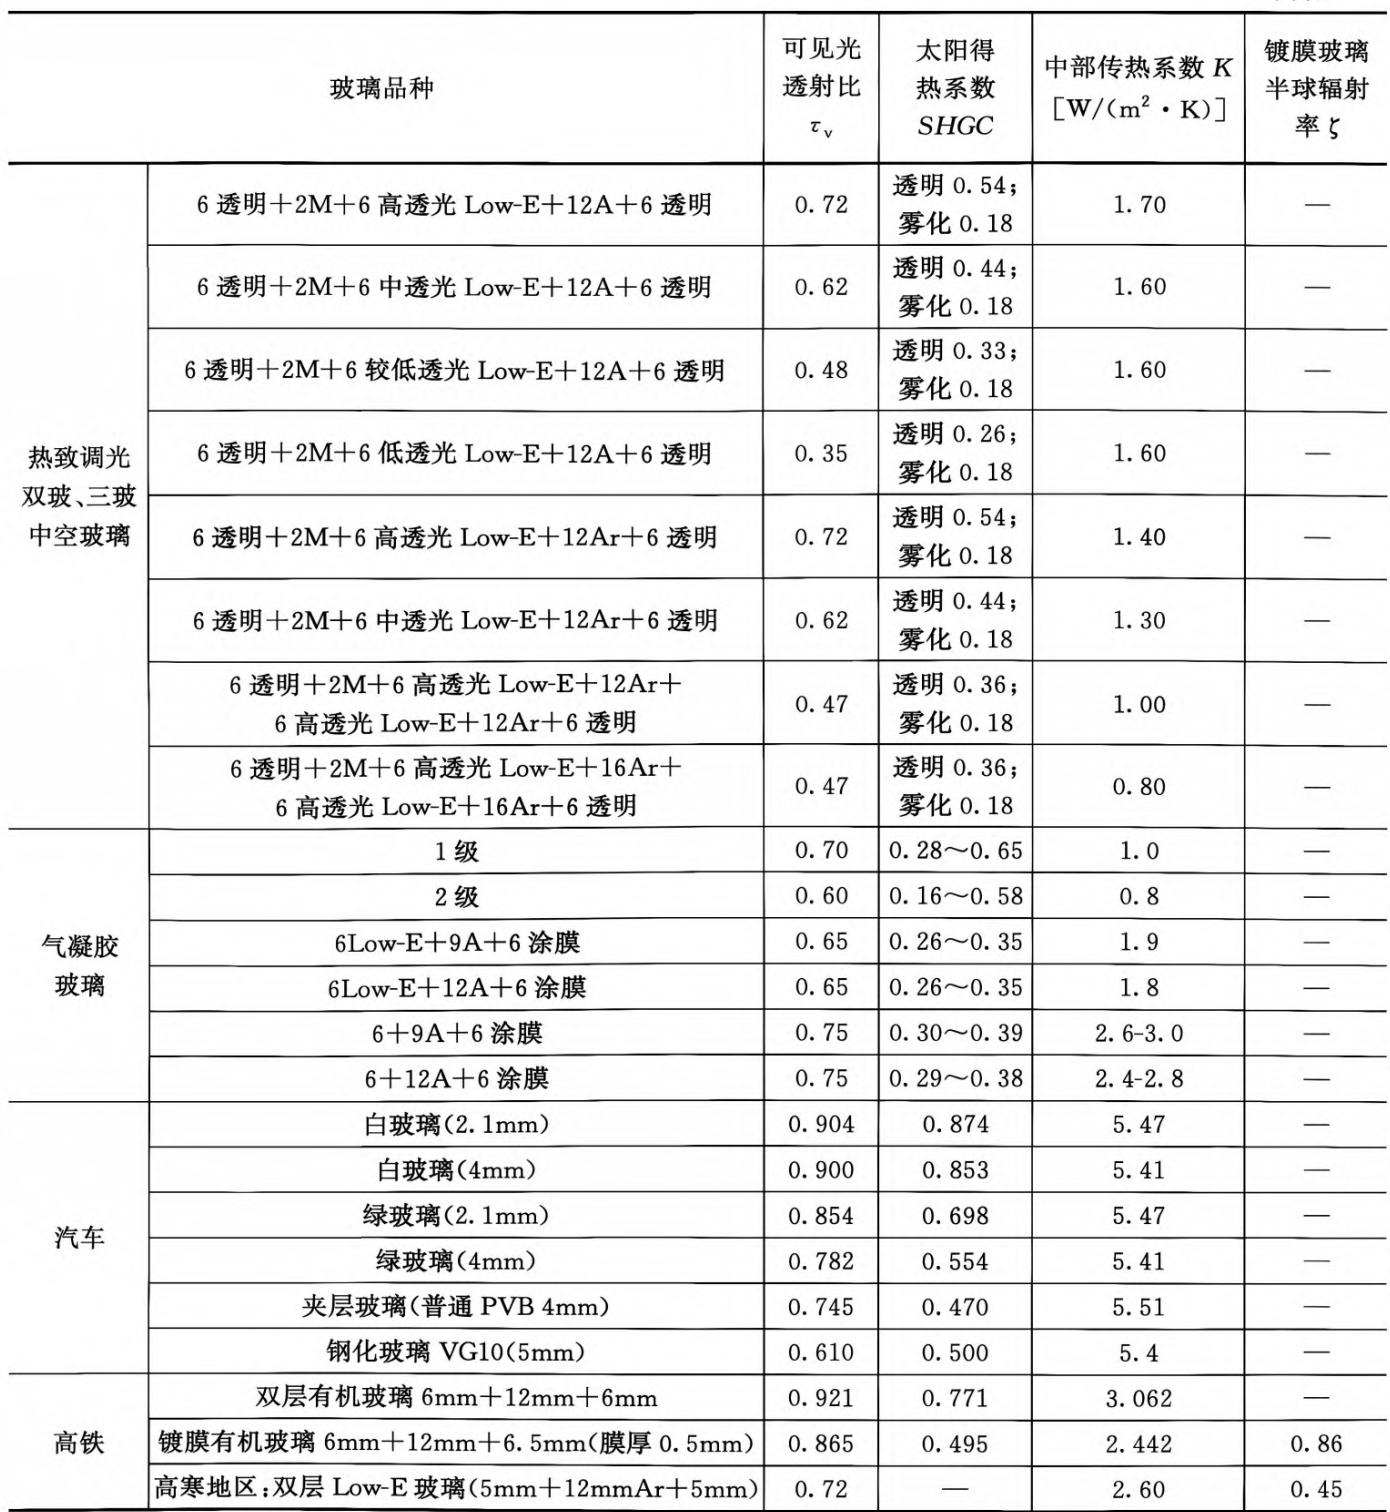 玻璃品种 可见光透射比 τv 太阳得热系数 SHGC 中部传热系数 K [W/(m²·K)] 镀膜玻璃半球辐射率 ζ
热致调光双玻、三玻中空玻璃
6 透明+2M+6 高透光 Low-E+12A+6 透明 0.72 透明 0.54; 雾化 0.18 1.70 —
6 透明+2M+6 中透光 Low-E+12A+6 透明 0.62 透明 0.44; 雾化 0.18 1.60 —
6 透明+2M+6 较低透光 Low-E+12A+6 透明 0.48 透明 0.33; 雾化 0.18 1.60 —
6 透明+2M+6 低透光 Low-E+12A+6 透明 0.35 透明 0.26; 雾化 0.18 1.60 —
6 透明+2M+6 高透光 Low-E+12Ar+6 透明 0.72 透明 0.54; 雾化 0.18 1.40 —
6 透明+2M+6 中透光 Low-E+12Ar+6 透明 0.62 透明 0.44; 雾化 0.18 1.30 —
6 透明+2M+6 高透光 Low-E+12Ar+6 高透光 Low-E+12Ar+6 透明 0.47 透明 0.36; 雾化 0.18 1.00 —
6 透明+2M+6 高透光 Low-E+16Ar+6 高透光 Low-E+16Ar+6 透明 0.47 透明 0.36; 雾化 0.18 0.80 —
气凝胶玻璃
1 级 0.70 0.28～0.65 1.0 —
2 级 0.60 0.16～0.58 0.8 —
6Low-E+9A+6 涂膜 0.65 0.26～0.35 1.9 —
6Low-E+12A+6 涂膜 0.65 0.26～0.35 1.8 —
6+9A+6 涂膜 0.75 0.30～0.39 2.6-3.0 —
6+12A+6 涂膜 0.75 0.29～0.38 2.4-2.8 —
汽车
白玻璃(2.1mm) 0.904 0.874 5.47 —
白玻璃(4mm) 0.900 0.853 5.41 —
绿玻璃(2.1mm) 0.854 0.698 5.47 —
绿玻璃(4mm) 0.782 0.554 5.41 —
夹层玻璃(普通 PVB 4mm) 0.745 0.470 5.51 —
钢化玻璃 VG10(5mm) 0.610 0.500 5.4 —
高铁
双层有机玻璃 6mm+12mm+6mm 0.921 0.771 3.062 —
镀膜有机玻璃 6mm+12mm+6.5mm(膜厚 0.5mm) 0.865 0.495 2.442 0.86
高寒地区:双层 Low-E 玻璃(5mm+12mmAr+5mm) 0.72 — 2.60 0.45